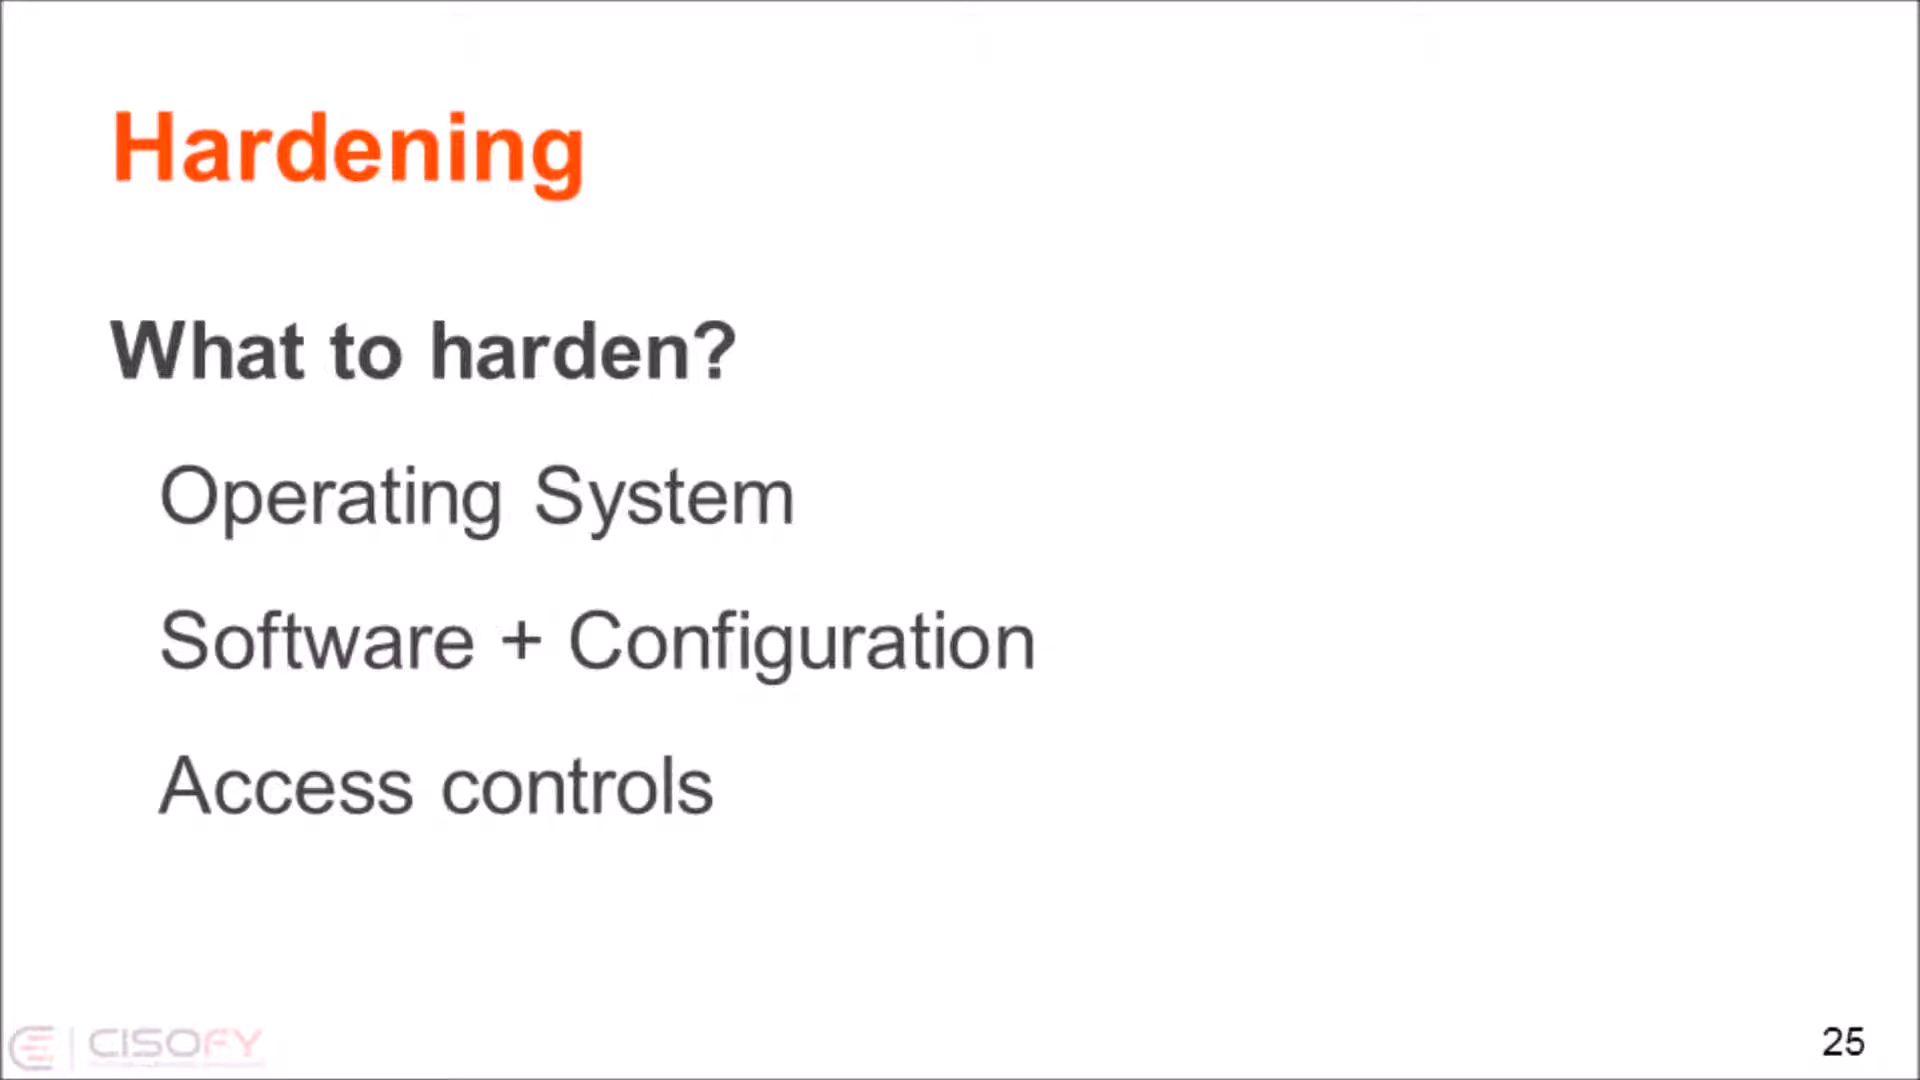 Hardening
What to harden?
Operating System
Software + Configuration
Access controls
CISOFY
25